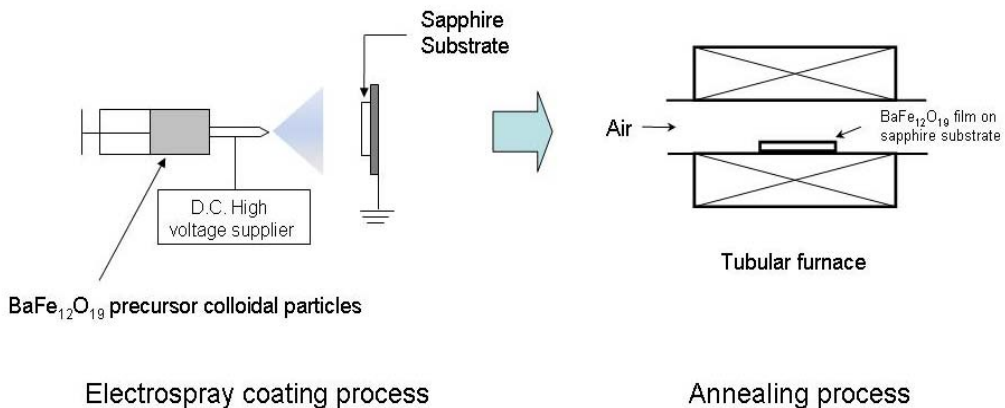 Sapphire
Substrate
D.C. High
voltage supplier
BaFe₁₂O₁₉ precursor colloidal particles
Electrospray coating process
Air
BaFe₁₂O₁₉ film on
sapphire substrate
Tubular furnace
Annealing process